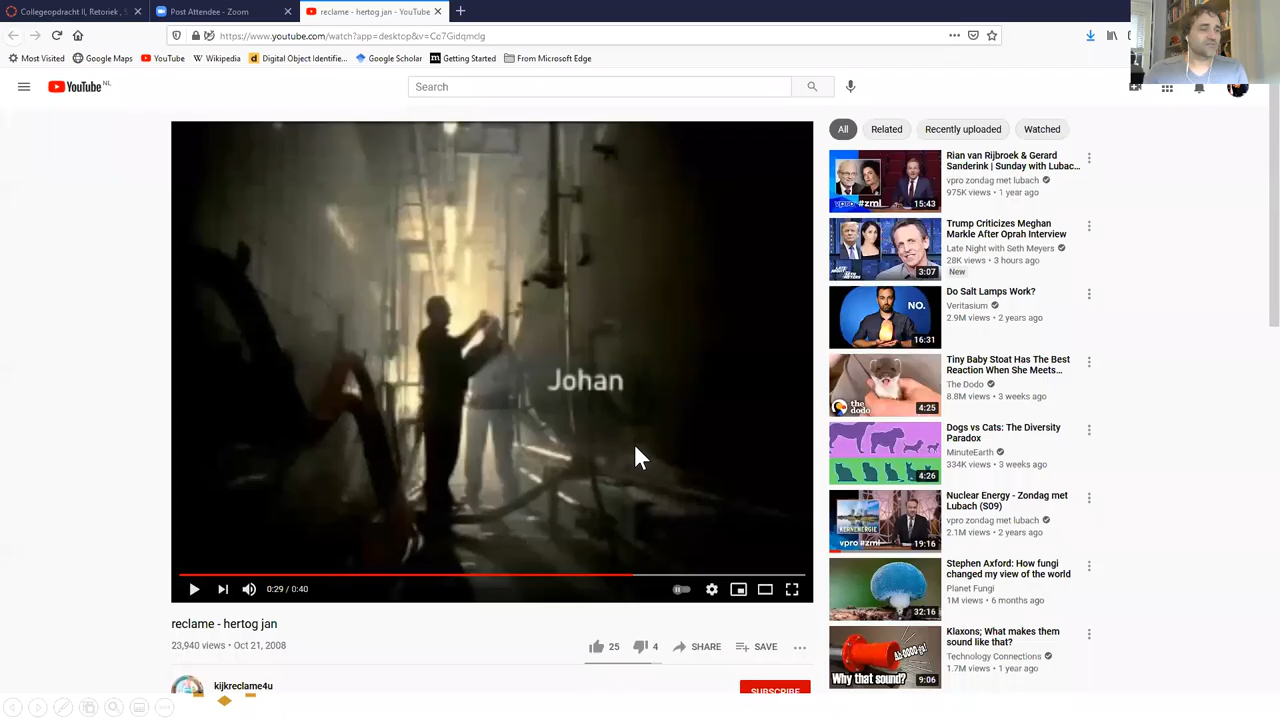 Collegeopdracht II, Retoriek , S
Post Attendee - Zoom
reclame - hertog jan - YouTube
https://www.youtube.com/watch?app=desktop&v=Co7Gidqmclg
Most Visited
Google Maps
YouTube
Wikipedia
Digital Object Identifie...
Google Scholar
Getting Started
From Microsoft Edge
YouTube NL
Search
Johan
0:29 / 0:40
reclame - hertog jan
23,940 views • Oct 21, 2008
25
4
SHARE
SAVE
kijkreclame4u
SUBSCRIBE
All
Related
Recently uploaded
Watched
vpro #zml
15:43
Rian van Rijbroek & Gerard
Sanderink | Sunday with Lubac...
vpro zondag met lubach
975K views • 1 year ago
3:07
Trump Criticizes Meghan
Markle After Oprah Interview
Late Night with Seth Meyers
28K views • 3 hours ago
New
NO.
16:31
Do Salt Lamps Work?
Veritasium
2.9M views • 2 years ago
the dodo
4:25
Tiny Baby Stoat Has The Best
Reaction When She Meets...
The Dodo
8.8M views • 3 weeks ago
4:26
Dogs vs Cats: The Diversity
Paradox
MinuteEarth
334K views • 3 weeks ago
KERNENERGIE
vpro #zml
19:16
Nuclear Energy - Zondag met
Lubach (S09)
vpro zondag met lubach
2.1M views • 2 years ago
32:16
Stephen Axford: How fungi
changed my view of the world
Planet Fungi
1M views • 6 months ago
Why that sound?
9:06
Klaxons; What makes them
sound like that?
Technology Connections
1.7M views • 1 year ago